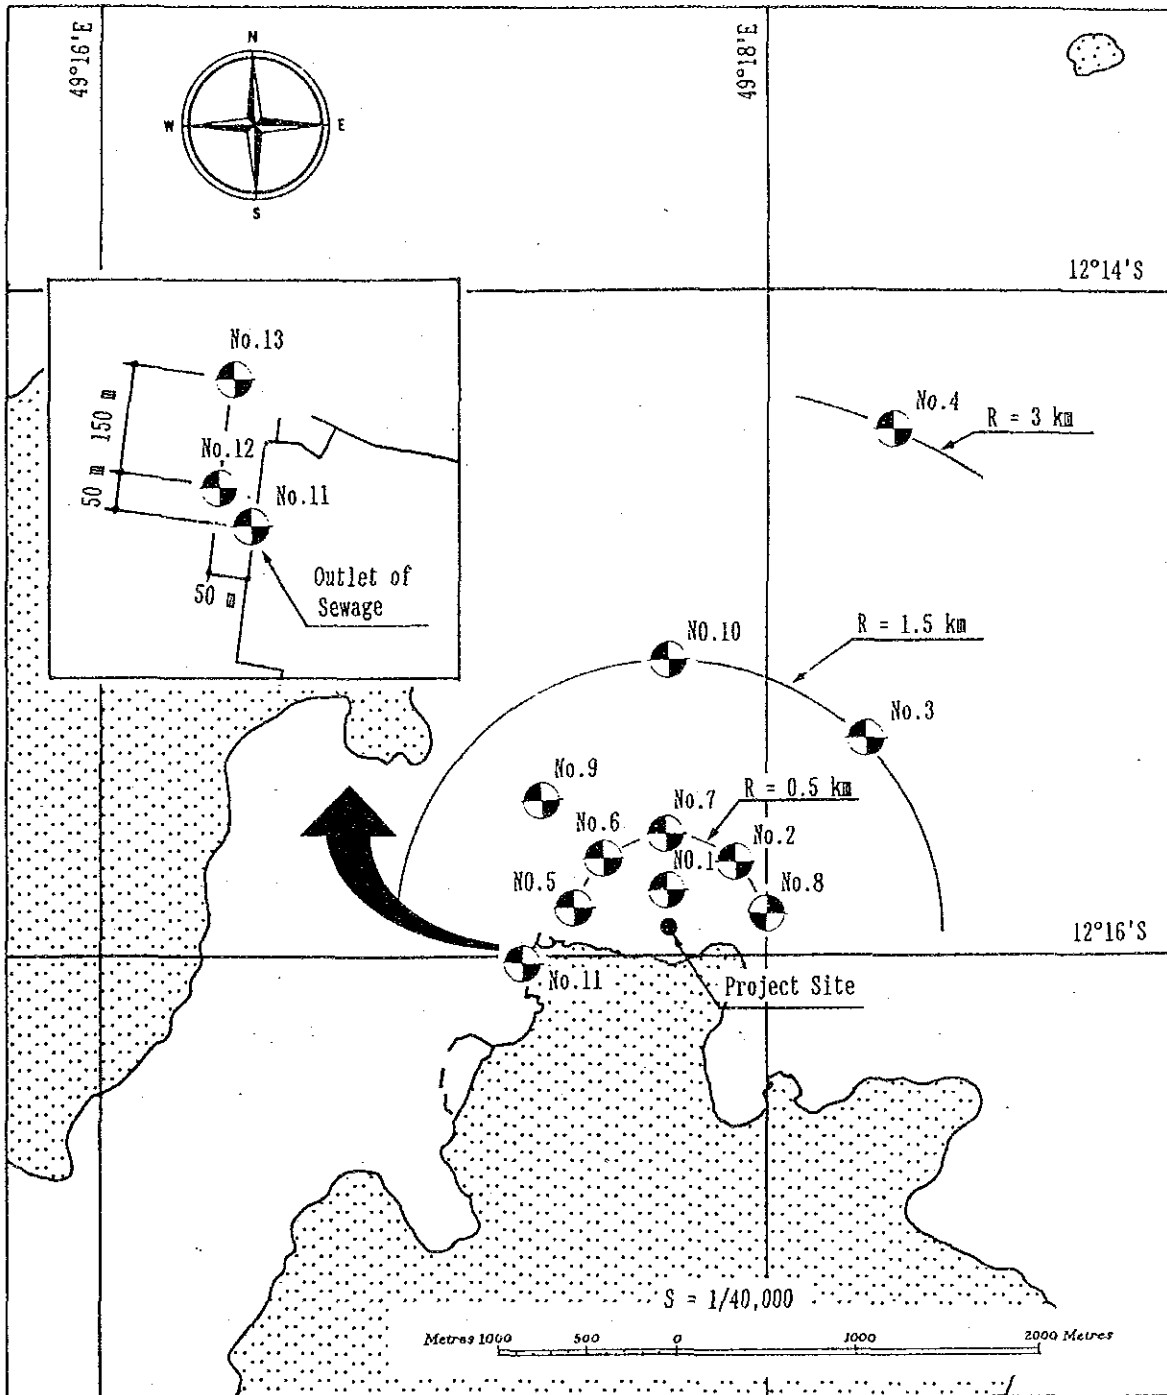 49°16'E
49°18'E
N
W
E
S
12°14'S
No.13
150 m
No.12
50 m
No.11
Outlet of
Sewage
50 m
No.4
R = 3 km
NO.10
R = 1.5 km
No.3
No.9
No.7
R = 0.5 km
No.6
No.2
NO.1
NO.5
No.8
12°16'S
No.11
Project Site
S = 1/40,000
Metres 1000 500 0 1000 2000 Metres